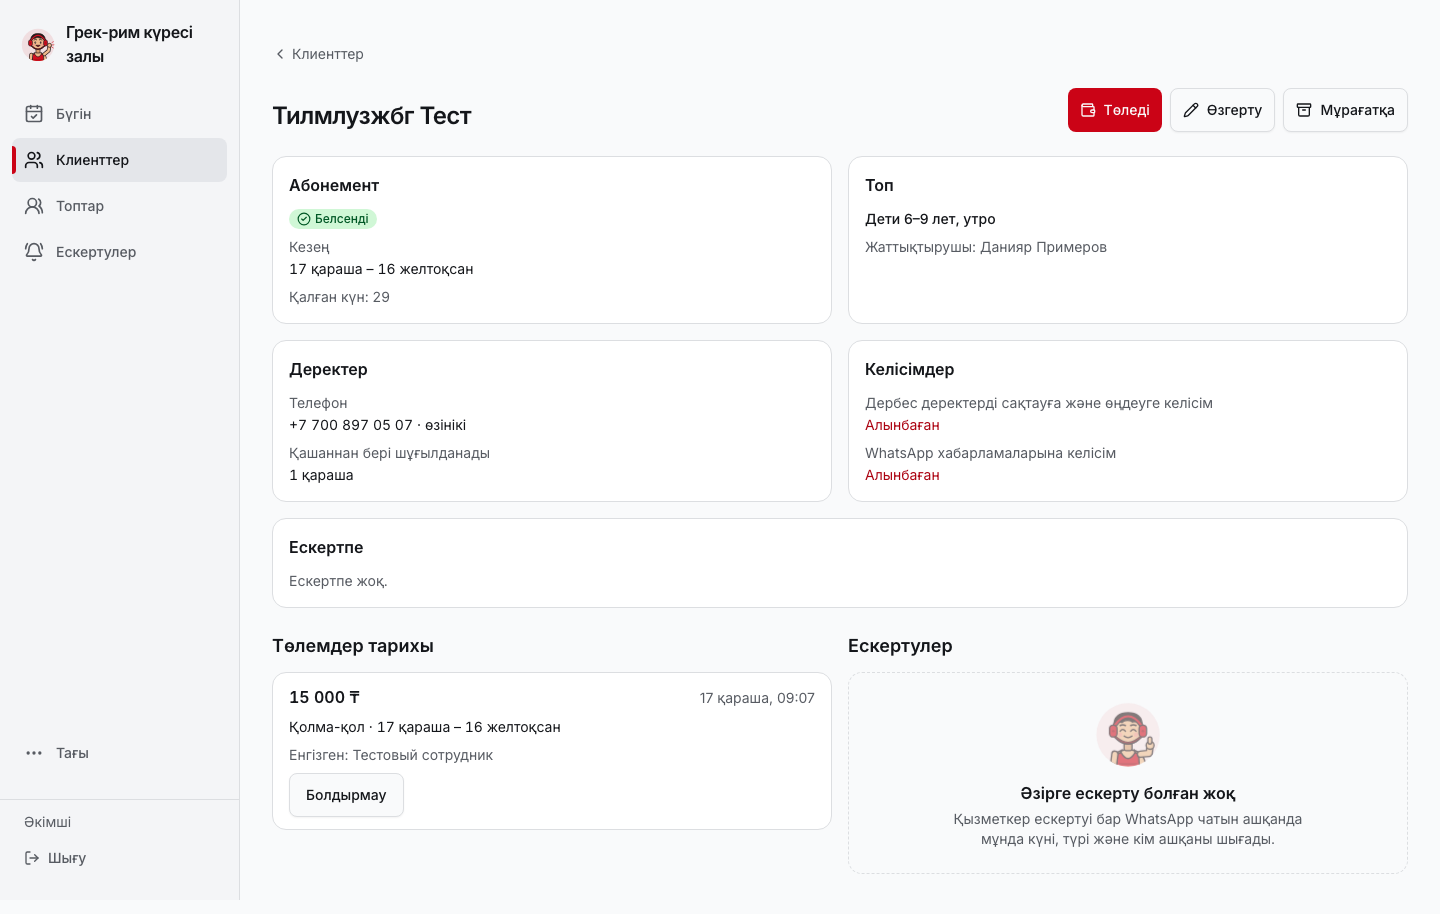 Грек-рим күресі
залы
Бүгін
Клиенттер
Топтар
Ескертулер
Тағы
Әкімші
Шығу
Клиенттер
Тилмлузжбг Тест
Төледі
Өзгерту
Мұрағатқа
Абонемент
Белсенді
Кезең
17 қараша – 16 желтоқсан
Қалған күн: 29
Топ
Дети 6–9 лет, утро
Жаттықтырушы: Данияр Примеров
Деректер
Телефон
+7 700 897 05 07 · өзінікі
Қашаннан бері шұғылданады
1 қараша
Келісімдер
Дербес деректерді сақтауға және өңдеуге келісім
Алынбаған
WhatsApp хабарламаларына келісім
Алынбаған
Ескертпе
Ескертпе жоқ.
Төлемдер тарихы
15 000 ₸
17 қараша, 09:07
Қолма-қол · 17 қараша – 16 желтоқсан
Енгізген: Тестовый сотрудник
Болдырмау
Ескертулер
Әзірге ескерту болған жоқ
Қызметкер ескертуі бар WhatsApp чатын ашқанда
мұнда күні, түрі және кім ашқаны шығады.